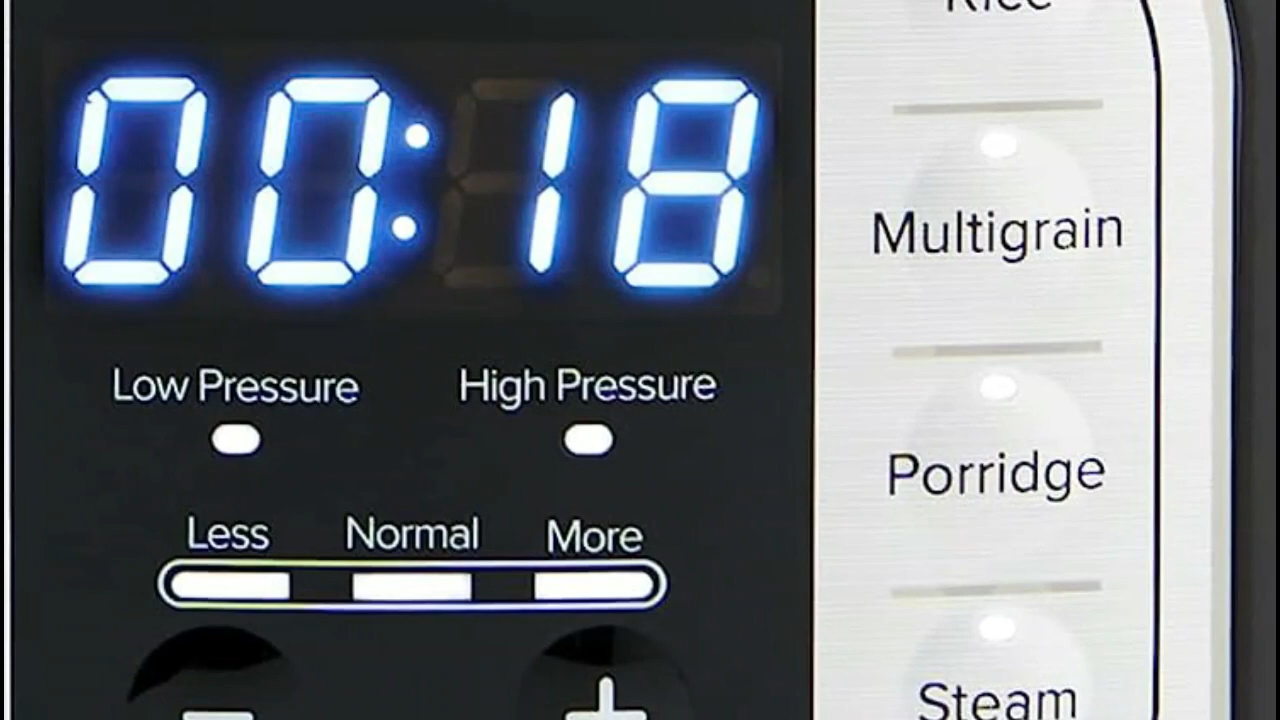 00:18
Low Pressure High Pressure
Less Normal More
− +
Rice
Multigrain
Porridge
Steam